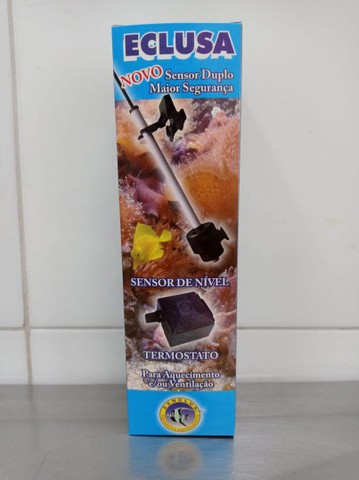 ECLUSA
NOVO Sensor Duplo
Maior Segurança
SENSOR DE NÍVEL
TERMOSTATO
Para Aquecimento
e/ou Ventilação